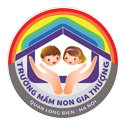 TRƯỜNG MẦM NON GIA THƯỢNG
QUẬN LONG BIÊN - HÀ NỘI